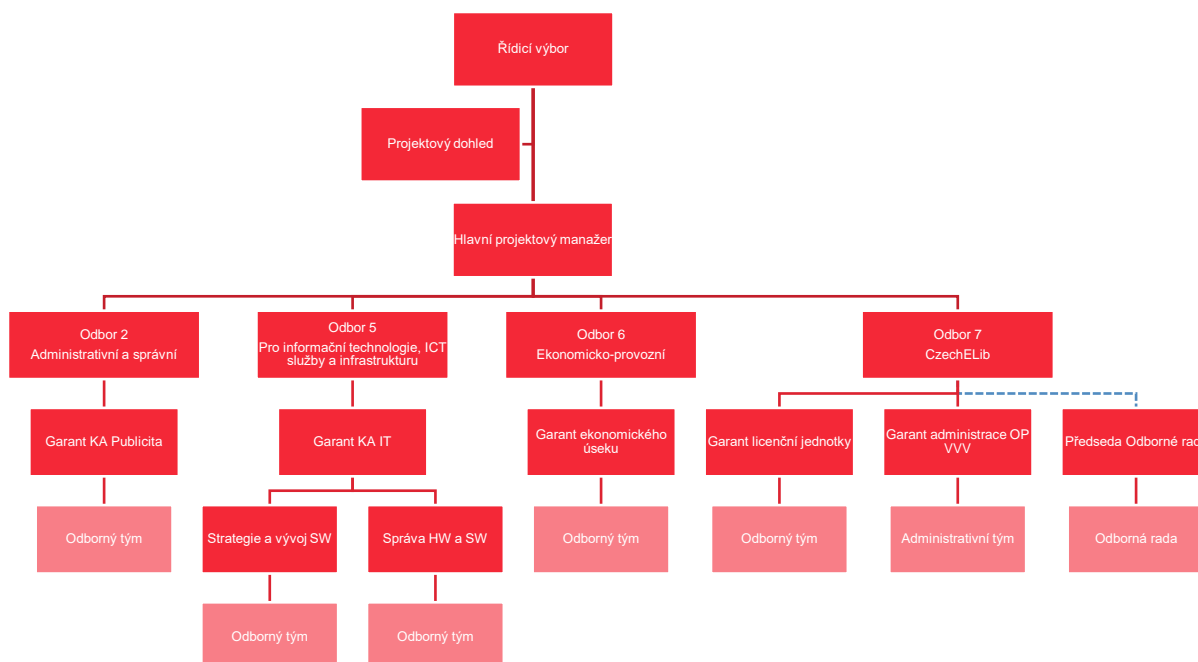 Řídicí výbor
Projektový dohled
Hlavní projektový manažer
Odbor 2
Administrativní a správní
Odbor 5
Pro informační technologie, ICT
služby a infrastrukturu
Odbor 6
Ekonomicko-provozní
Odbor 7
CzechELib
Garant KA Publicita
Garant KA IT
Garant ekonomického
úseku
Garant licenční jednotky
Garant administrace OP
VVV
Předseda Odborné rad
Odborný tým
Strategie a vývoj SW
Správa HW a SW
Odborný tým
Odborný tým
Administrativní tým
Odborná rada
Odborný tým
Odborný tým